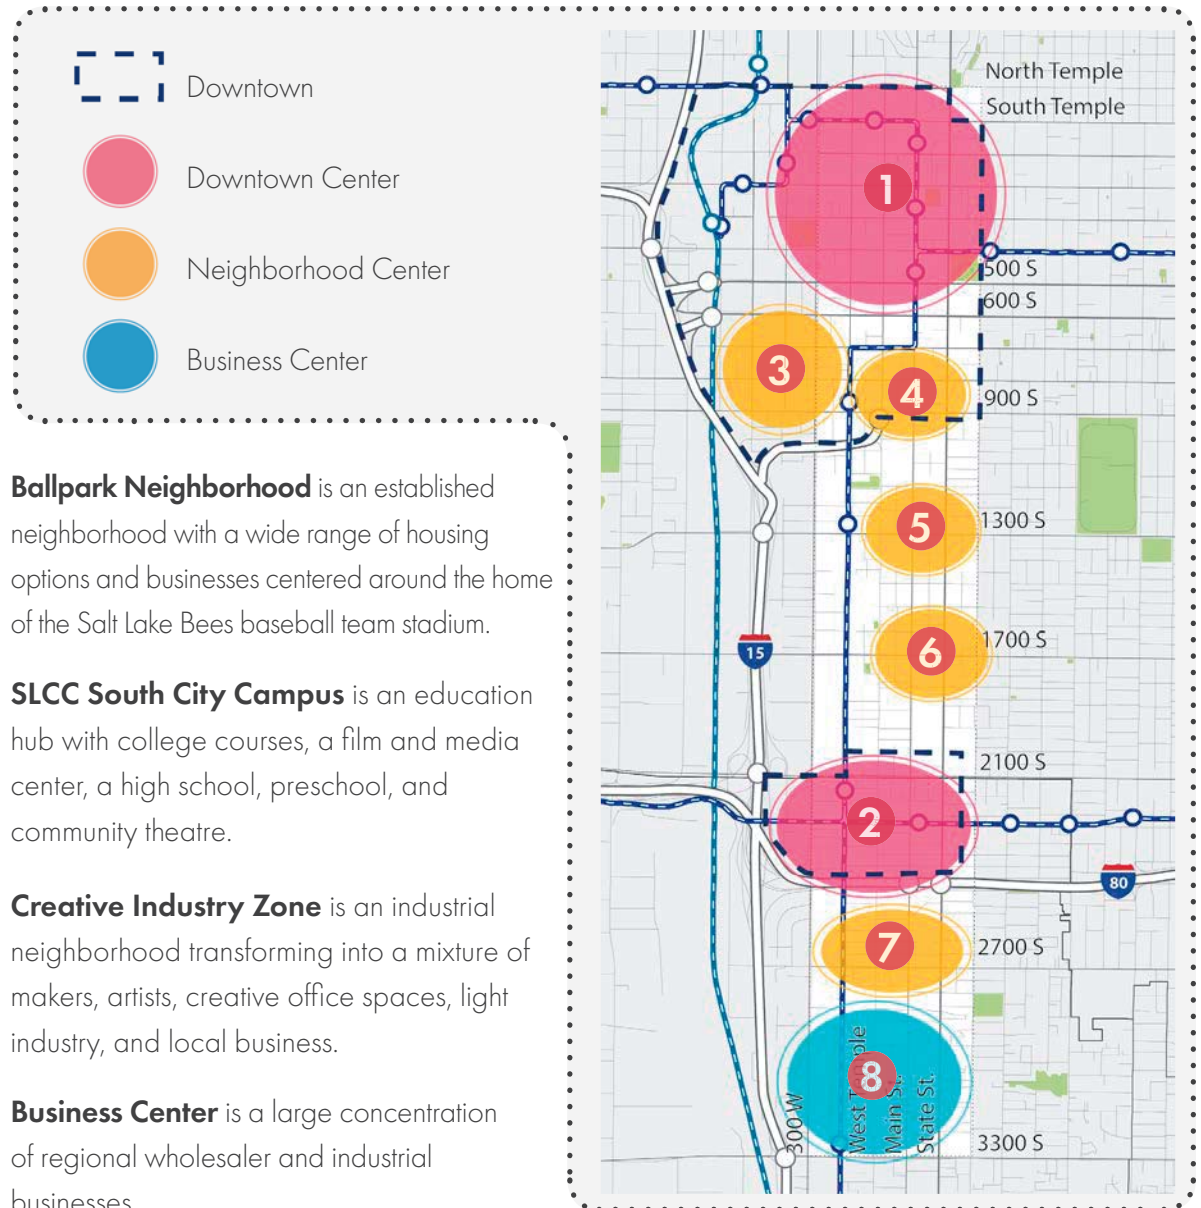 Downtown
Downtown Center
Neighborhood Center
Business Center
Ballpark Neighborhood is an established
neighborhood with a wide range of housing
options and businesses centered around the home
of the Salt Lake Bees baseball team stadium.
SLCC South City Campus is an education
hub with college courses, a film and media
center, a high school, preschool, and
community theatre.
Creative Industry Zone is an industrial
neighborhood transforming into a mixture of
makers, artists, creative office spaces, light
industry, and local business.
Business Center is a large concentration
of regional wholesaler and industrial
businesses
North Temple
South Temple
1
500 S
600 S
3
4
900 S
5
1300 S
6
1700 S
15
2100 S
2
80
7
2700 S
8
300 W
West Temple
Main St.
State St.
3300 S